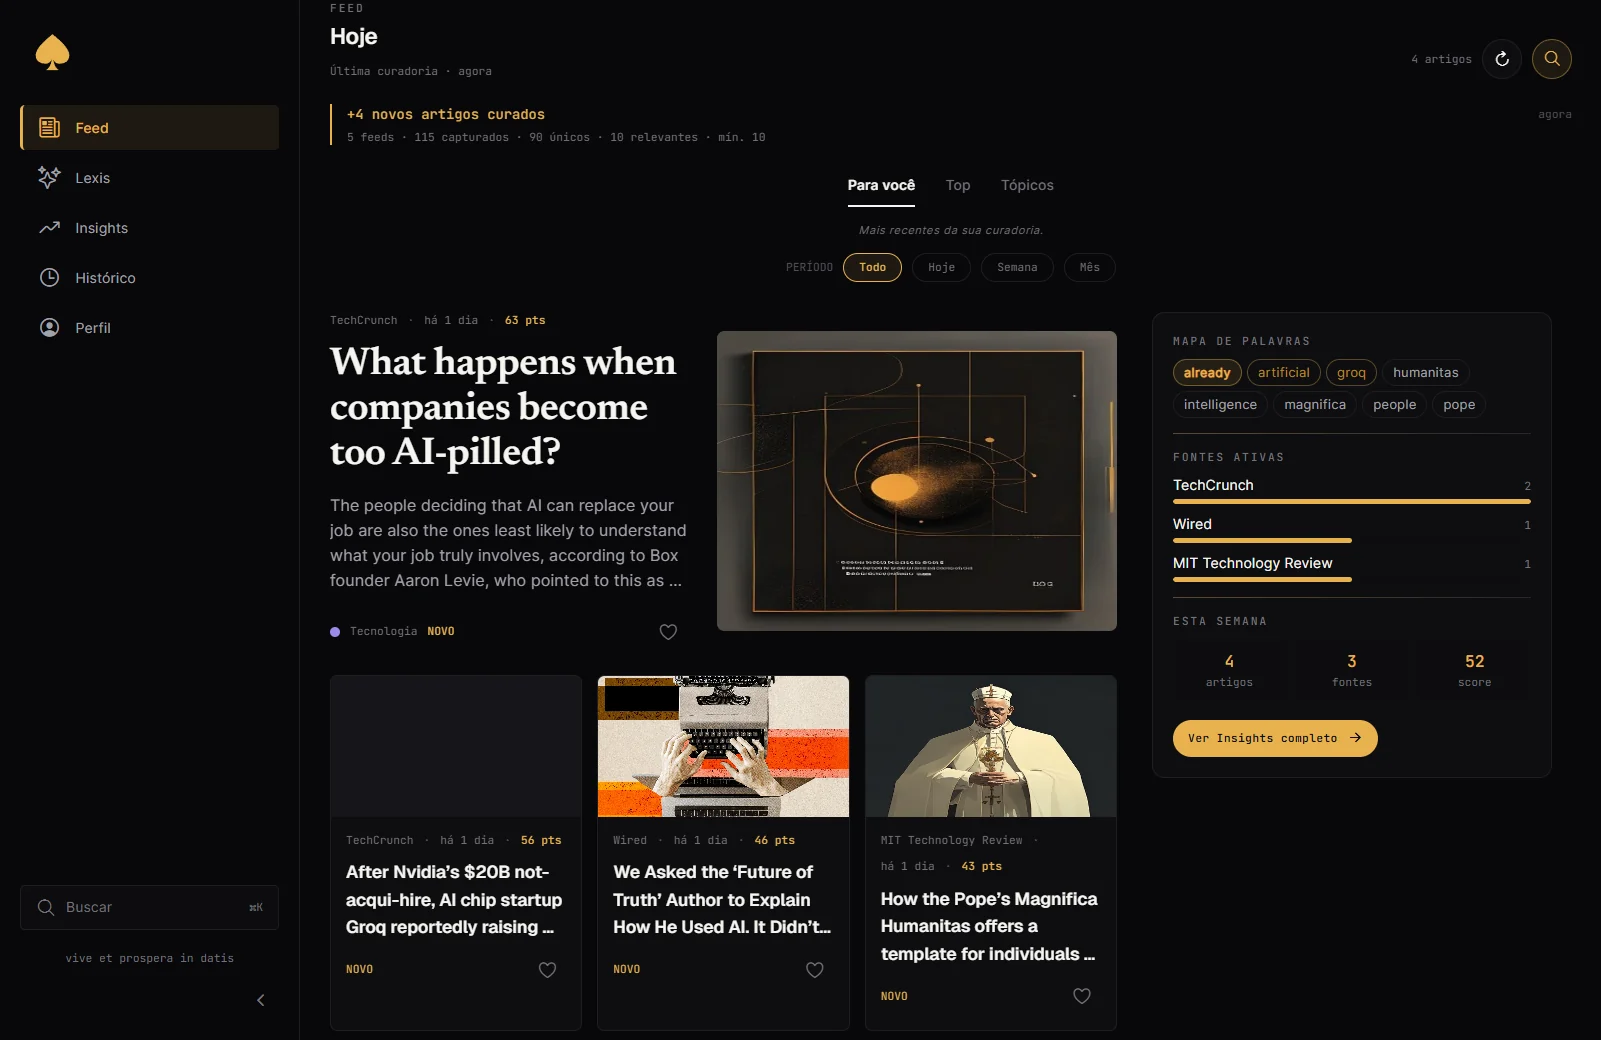 FEED
Hoje
Última curadoria · agora
4 artigos
+4 novos artigos curados
5 feeds · 115 capturados · 90 únicos · 10 relevantes · mín. 10
agora
Feed
Lexis
Insights
Histórico
Perfil
Buscar
⌘K
vive et prospera in datis
Para você
Top
Tópicos
Mais recentes da sua curadoria.
PERÍODO
Todo
Hoje
Semana
Mês
TechCrunch · há 1 dia · 63 pts
What happens when
companies become
too AI-pilled?
The people deciding that AI can replace your
job are also the ones least likely to understand
what your job truly involves, according to Box
founder Aaron Levie, who pointed to this as ...
Tecnologia NOVO
TechCrunch · há 1 dia · 56 pts
After Nvidia’s $20B not-
acqui-hire, AI chip startup
Groq reportedly raising ...
NOVO
Wired · há 1 dia · 46 pts
We Asked the ‘Future of
Truth’ Author to Explain
How He Used AI. It Didn’t...
NOVO
MIT Technology Review ·
há 1 dia · 43 pts
How the Pope’s Magnifica
Humanitas offers a
template for individuals ...
NOVO
MAPA DE PALAVRAS
already artificial groq humanitas
intelligence magnifica people pope
FONTES ATIVAS
TechCrunch 2
Wired 1
MIT Technology Review 1
ESTA SEMANA
4 3 52
artigos fontes score
Ver Insights completo →